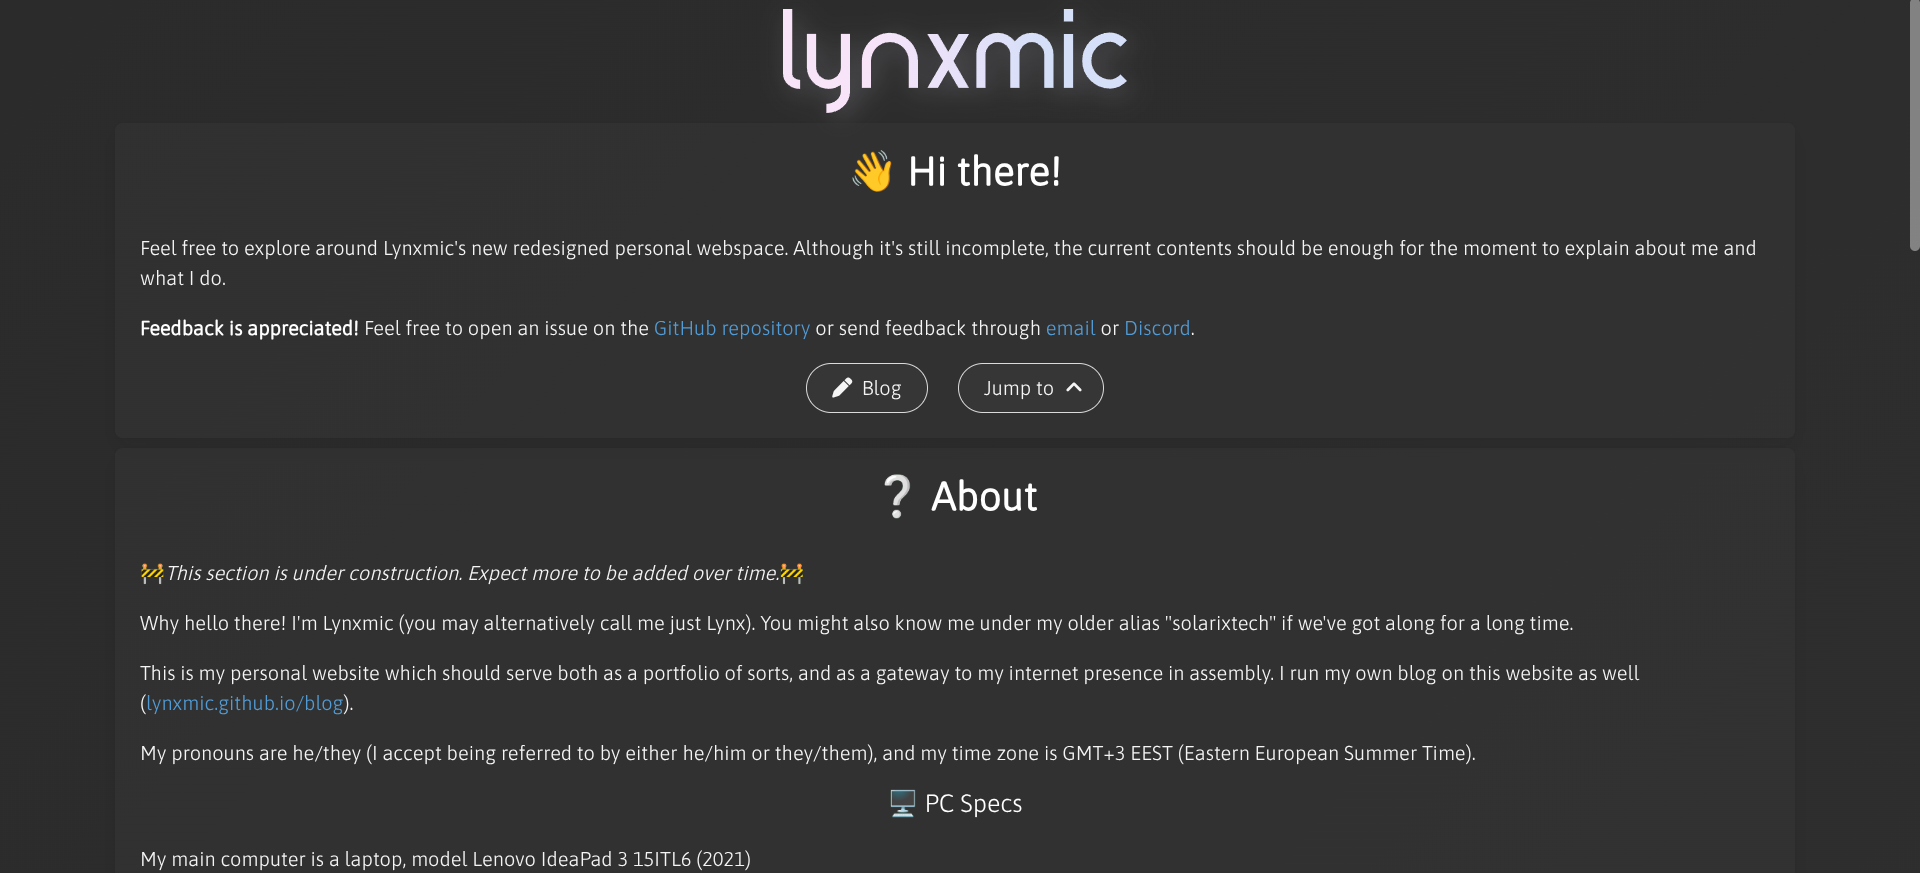 lynxmic
👋 Hi there!
Feel free to explore around Lynxmic's new redesigned personal webspace. Although it's still incomplete, the current contents should be enough for the moment to explain about me and
what I do.
Feedback is appreciated! Feel free to open an issue on the GitHub repository or send feedback through email or Discord.
Blog
Jump to
❔ About
🚧This section is under construction. Expect more to be added over time.🚧
Why hello there! I'm Lynxmic (you may alternatively call me just Lynx). You might also know me under my older alias "solarixtech" if we've got along for a long time.
This is my personal website which should serve both as a portfolio of sorts, and as a gateway to my internet presence in assembly. I run my own blog on this website as well
(lynxmic.github.io/blog).
My pronouns are he/they (I accept being referred to by either he/him or they/them), and my time zone is GMT+3 EEST (Eastern European Summer Time).
🖥️ PC Specs
My main computer is a laptop, model Lenovo IdeaPad 3 15ITL6 (2021)